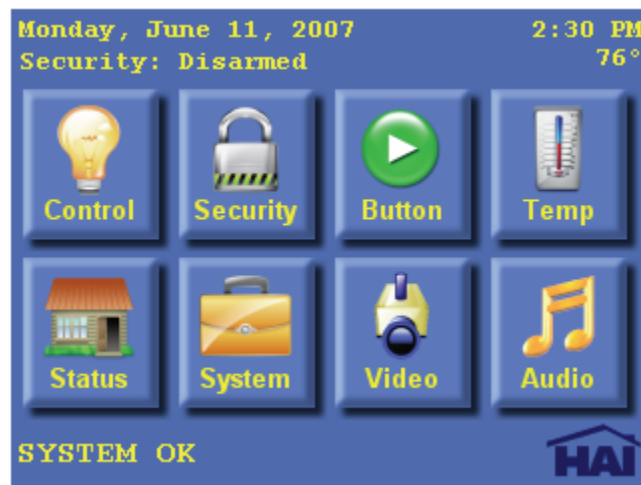 Monday, June 11, 2007 2:30 PM
Security: Disarmed 76°
Control Security Button Temp
Status System Video Audio
SYSTEM OK HAI